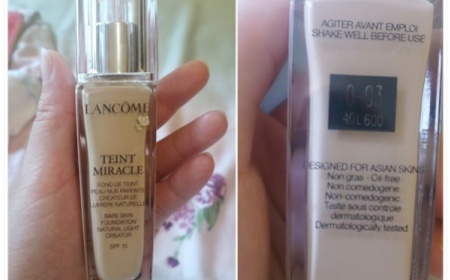 LANCÔME
TEINT
MIRACLE
FOND DE TEINT
PEAU NUE PARFAITE
CRÉATEUR DE
LUMIÈRE NATURELLE
BARE SKIN
FOUNDATION
NATURAL LIGHT
CREATOR
SPF 15
AGITER AVANT EMPLOI
SHAKE WELL BEFORE USE
O-03
40L600
DESIGNED FOR ASIAN SKINS
Non gras - Oil-free
Non comédogène
Non-comedogenic
Testé sous contrôle
dermatologique
Dermatologically tested